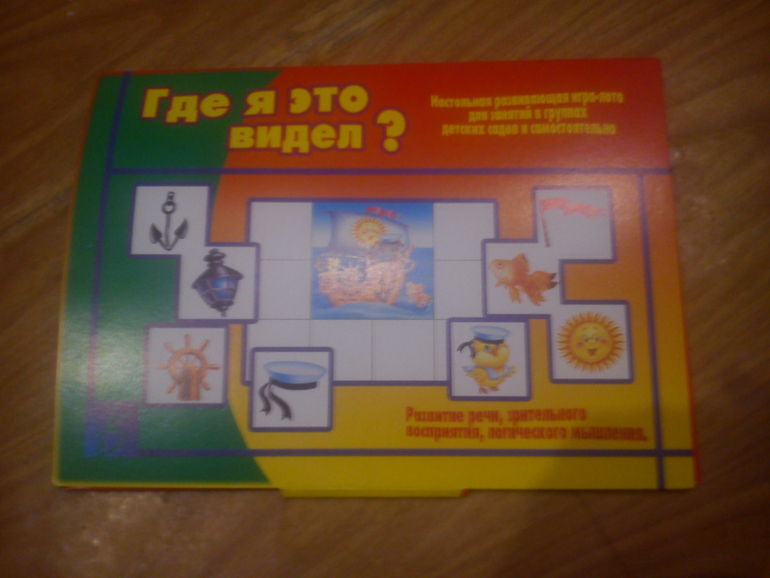 Где я это
видел?
Настольная развивающая игра-лото
для занятий в группах
детских садов и самостоятельно
Развитие речи, зрительного
восприятия, логического мышления.